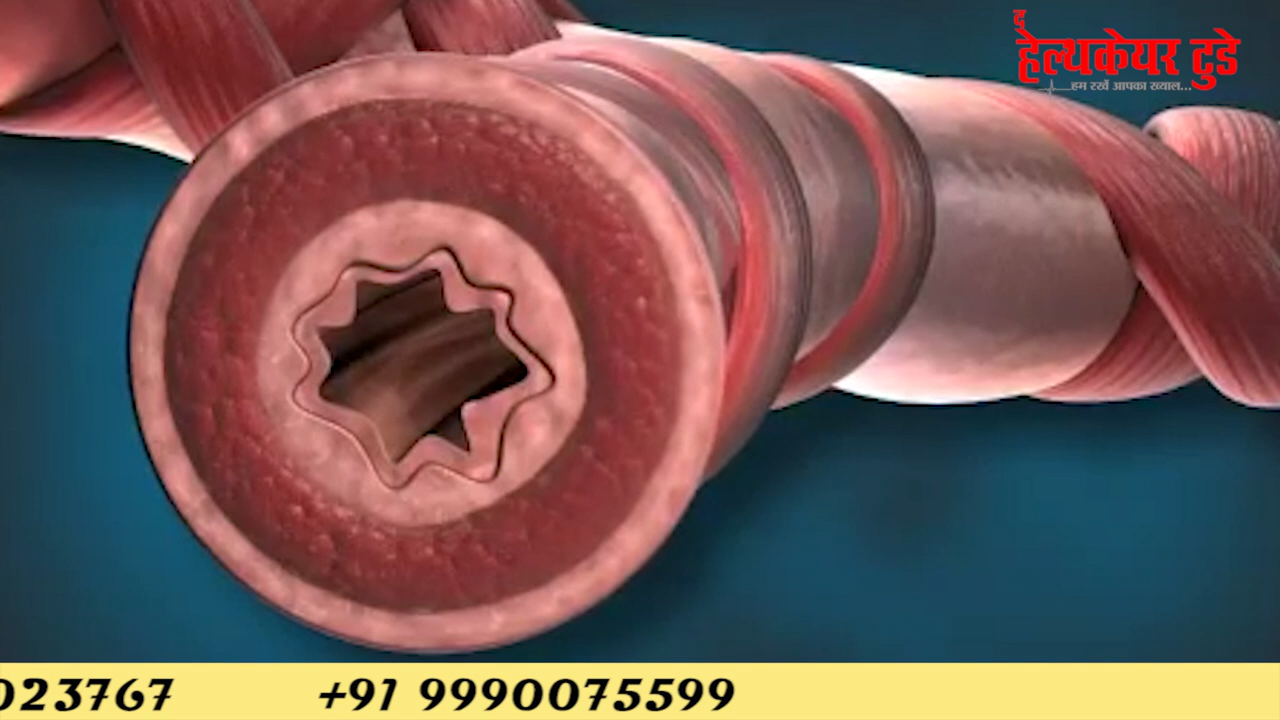 द
हेल्थकेयर टुडे
हम रखें आपका ख्याल...
023767 +91 9990075599